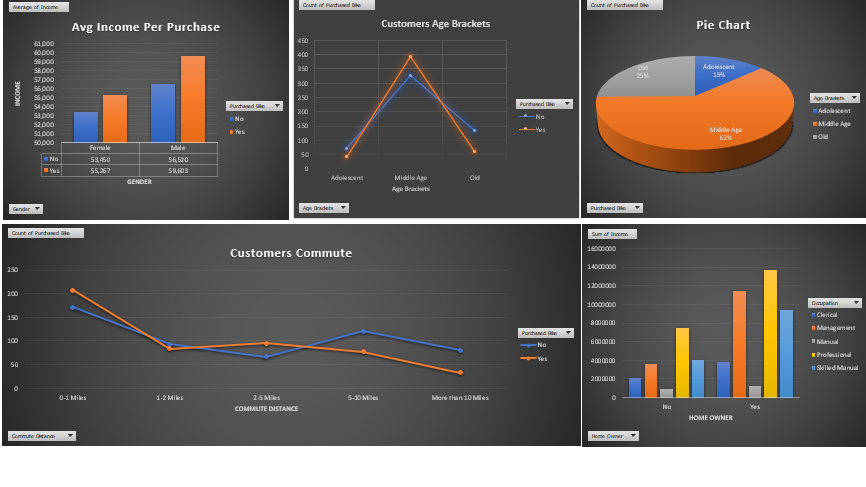 Average of Income
Avg Income Per Purchase
61,000
60,000
59,000
58,000
57,000
56,000
55,000
54,000
53,000
52,000
51,000
50,000
INCOME
Female Male
No 53,450 56,520
Yes 55,267 59,603
GENDER
Purchased Bike
No
Yes
Gender
Count of Purchased Bike
Customers Age Brackets
450
400
350
300
250
200
150
100
50
0
Adolescent Middle Age Old
Age Brackets
Purchased Bike
No
Yes
Age Brackets
Count of Purchased Bike
Pie Chart
Old
25%
Adolescent
13%
Middle Age
62%
Age Brackets
Adolescent
Middle Age
Old
Purchased Bike
Count of Purchased Bike
Customers Commute
250
200
150
100
50
0
0-1 Miles 1-2 Miles 2-5 Miles 5-10 Miles More than 10 Miles
COMMUTE DISTANCE
Purchased Bike
No
Yes
Commute Distance
Sum of Income
16000000
14000000
12000000
10000000
8000000
6000000
4000000
2000000
0
No Yes
HOME OWNER
Occupation
Clerical
Management
Manual
Professional
Skilled Manual
Home Owner